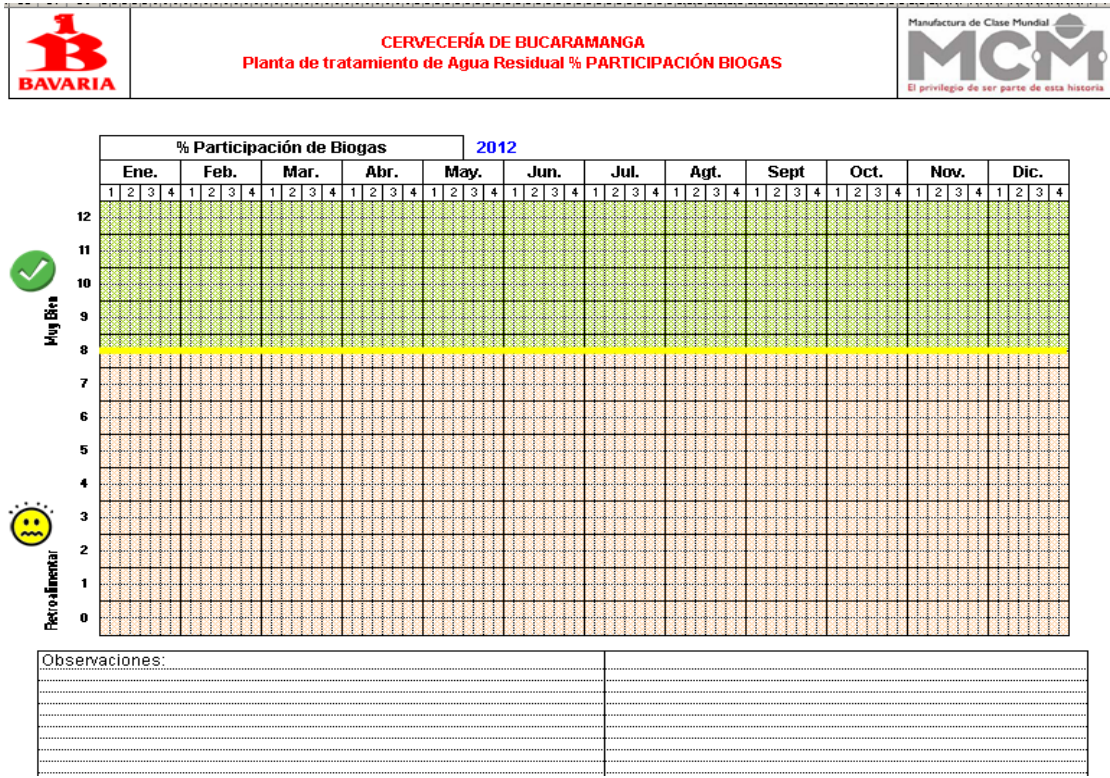 BAVARIA
CERVECERÍA DE BUCARAMANGA
Planta de tratamiento de Agua Residual % PARTICIPACIÓN BIOGAS
Manufactura de Clase Mundial
MCM
El privilegio de ser parte de esta historia
% Participación de Biogas 2012
Ene. Feb. Mar. Abr. May. Jun. Jul. Agt. Sept Oct. Nov. Dic.
1 2 3 4 1 2 3 4 1 2 3 4 1 2 3 4 1 2 3 4 1 2 3 4 1 2 3 4 1 2 3 4 1 2 3 4 1 2 3 4 1 2 3 4 1 2 3 4
12
11
10
9
Muy Bien
8
7
6
5
4
3
2
1
0
Retroalimentar
Observaciones: